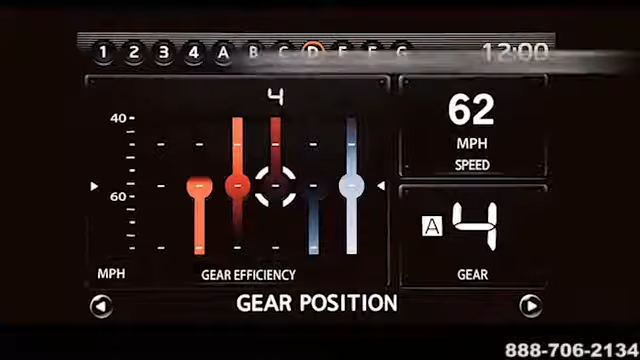 1 2 3 4 A B C D E F G 12:00
4
40
60
MPH
GEAR EFFICIENCY
62
MPH
SPEED
A 4
GEAR
GEAR POSITION
888-706-2134